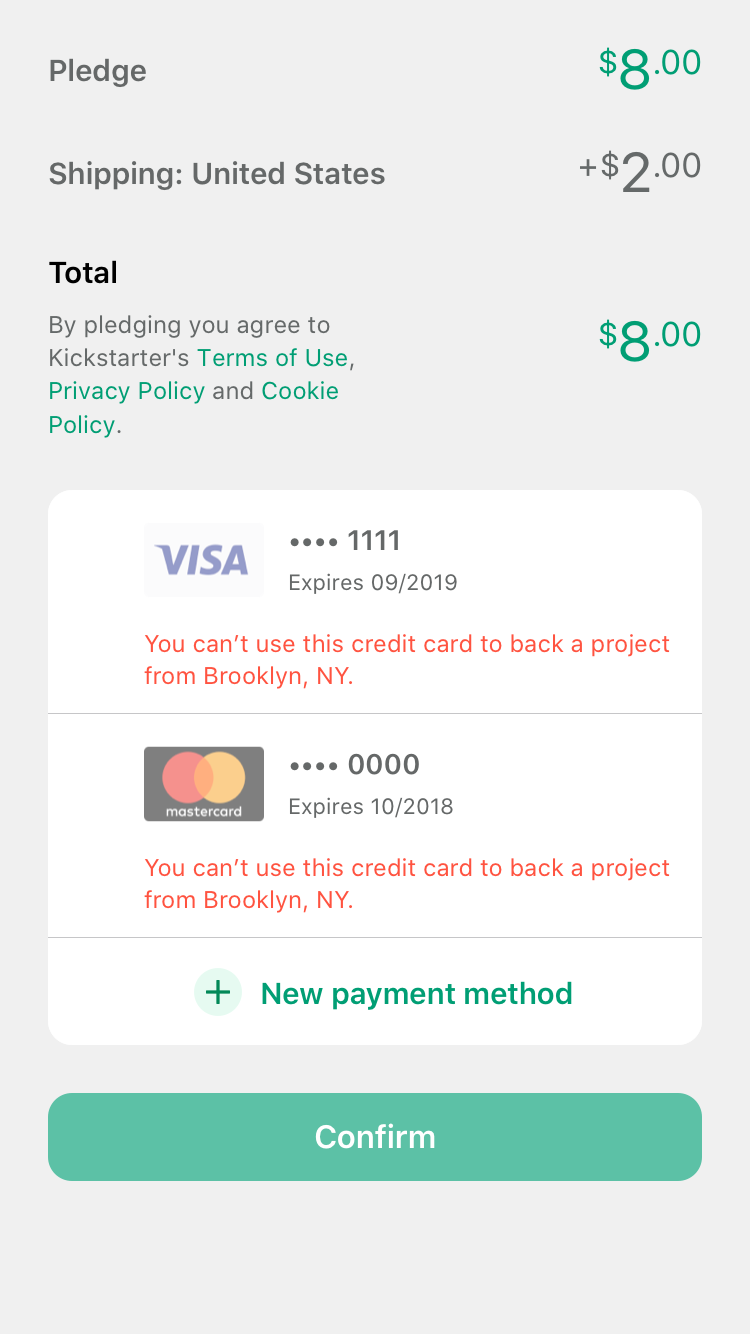 Pledge $8.00
Shipping: United States +$2.00
Total
By pledging you agree to
Kickstarter's Terms of Use,
$8.00
Privacy Policy and Cookie
Policy.
VISA
•••• 1111
Expires 09/2019
You can’t use this credit card to back a project
from Brooklyn, NY.
mastercard
•••• 0000
Expires 10/2018
You can’t use this credit card to back a project
from Brooklyn, NY.
+ New payment method
Confirm